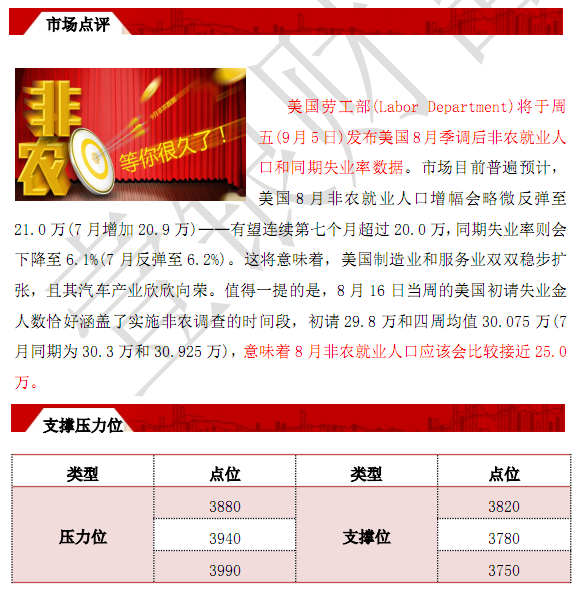 市场点评
非农
9月非农数据
等你很久了！
美国劳工部(Labor Department)将于周
五(9月5日)发布美国8月季调后非农就业人
口和同期失业率数据。市场目前普遍预计，
美国8月非农就业人口增幅会略微反弹至
21.0万(7月增加20.9万)——有望连续第七个月超过20.0万,同期失业率则会
下降至6.1%(7月反弹至6.2%)。这将意味着，美国制造业和服务业双双稳步扩
张，且其汽车产业欣欣向荣。值得一提的是，8月16日当周的美国初请失业金
人数恰好涵盖了实施非农调查的时间段，初请29.8万和四周均值30.075万(7
月同期为30.3万和30.925万)，意味着8月非农就业人口应该会比较接近25.0
万。
支撑压力位
类型 点位 类型 点位
3880 3820
压力位 3940 支撑位 3780
3990 3750